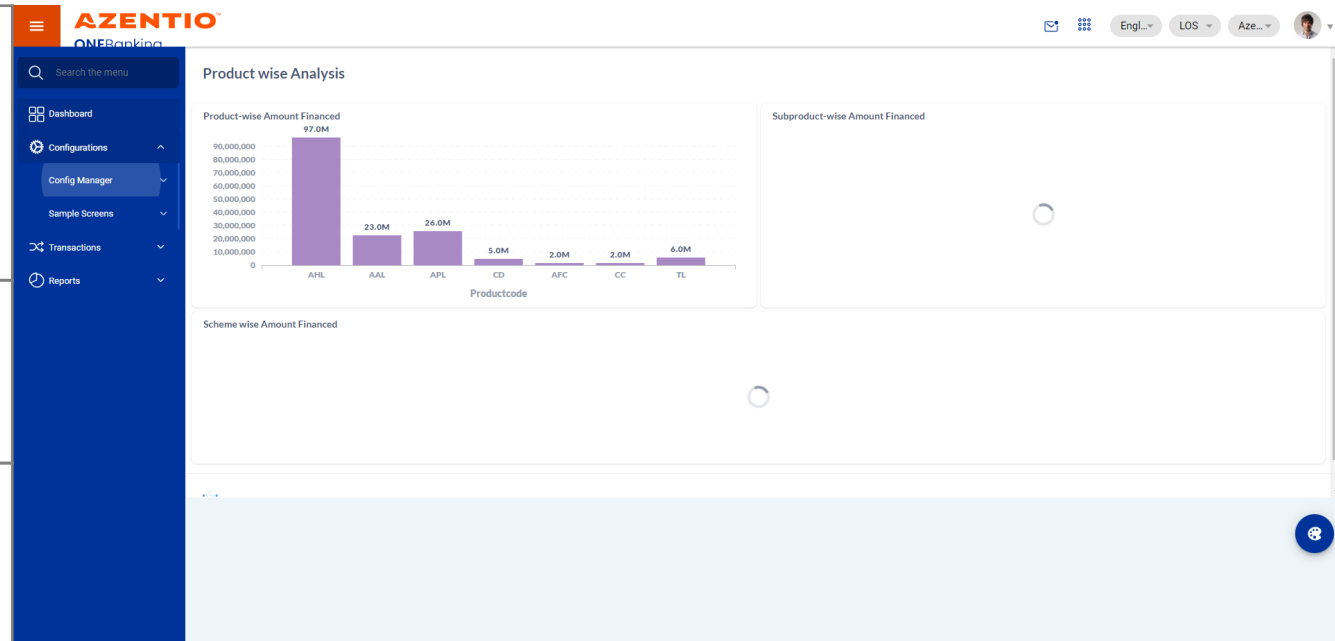 AZENTIO
ONEBanking
Engl...
LOS
Aze...
Search the menu
Dashboard
Configurations
Config Manager
Sample Screens
Transactions
Reports
Product wise Analysis
Product-wise Amount Financed
97.0M
90,000,000
80,000,000
70,000,000
60,000,000
50,000,000
40,000,000
30,000,000
20,000,000
10,000,000
0
23.0M
26.0M
5.0M
2.0M
2.0M
6.0M
AHL
AAL
APL
CD
AFC
CC
TL
Productcode
Subproduct-wise Amount Financed
Scheme wise Amount Financed